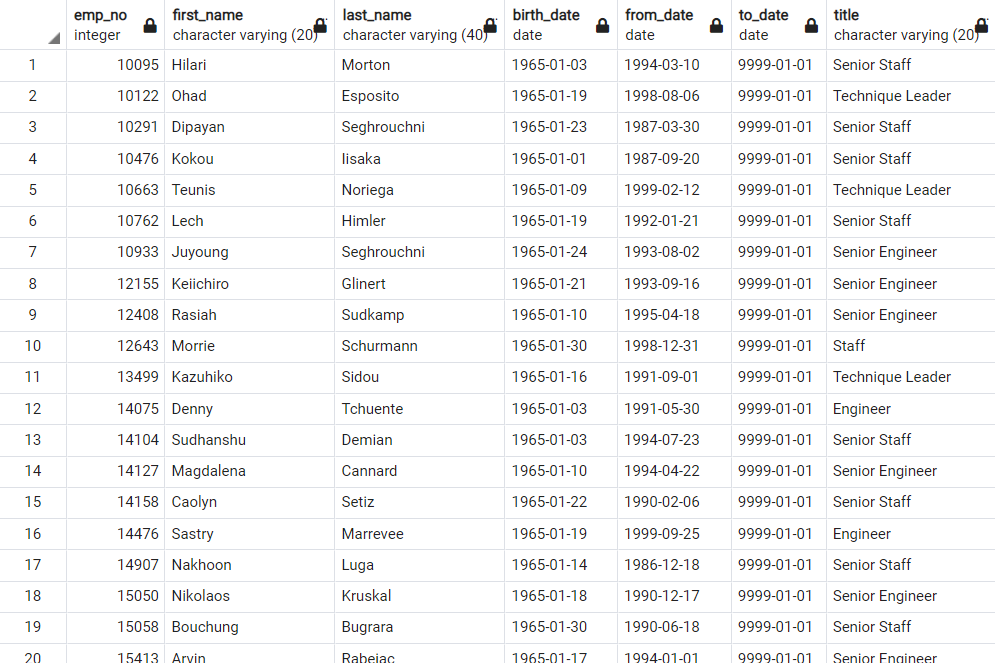 emp_no first_name last_name birth_date from_date to_date title
integer character varying (20) character varying (40) date date date character varying (20)
1 10095 Hilari Morton 1965-01-03 1994-03-10 9999-01-01 Senior Staff
2 10122 Ohad Esposito 1965-01-19 1998-08-06 9999-01-01 Technique Leader
3 10291 Dipayan Seghrouchni 1965-01-23 1987-03-30 9999-01-01 Senior Staff
4 10476 Kokou Iisaka 1965-01-01 1987-09-20 9999-01-01 Senior Staff
5 10663 Teunis Noriega 1965-01-09 1999-02-12 9999-01-01 Technique Leader
6 10762 Lech Himler 1965-01-19 1992-01-21 9999-01-01 Senior Staff
7 10933 Juyoung Seghrouchni 1965-01-24 1993-08-02 9999-01-01 Senior Engineer
8 12155 Keiichiro Glinert 1965-01-21 1993-09-16 9999-01-01 Senior Engineer
9 12408 Rasiah Sudkamp 1965-01-10 1995-04-18 9999-01-01 Senior Engineer
10 12643 Morrie Schurmann 1965-01-30 1998-12-31 9999-01-01 Staff
11 13499 Kazuhiko Sidou 1965-01-16 1991-09-01 9999-01-01 Technique Leader
12 14075 Denny Tchuente 1965-01-03 1991-05-30 9999-01-01 Engineer
13 14104 Sudhanshu Demian 1965-01-03 1994-07-23 9999-01-01 Senior Staff
14 14127 Magdalena Cannard 1965-01-10 1994-04-22 9999-01-01 Senior Engineer
15 14158 Caolyn Setiz 1965-01-22 1990-02-06 9999-01-01 Senior Staff
16 14476 Sastry Marrevee 1965-01-19 1999-09-25 9999-01-01 Engineer
17 14907 Nakhoon Luga 1965-01-14 1986-12-18 9999-01-01 Senior Staff
18 15050 Nikolaos Kruskal 1965-01-18 1990-12-17 9999-01-01 Senior Engineer
19 15058 Bouchung Bugrara 1965-01-30 1990-06-18 9999-01-01 Senior Staff
20 15413 Arvin Rabejac 1965-01-17 1994-01-01 9999-01-01 Senior Engineer